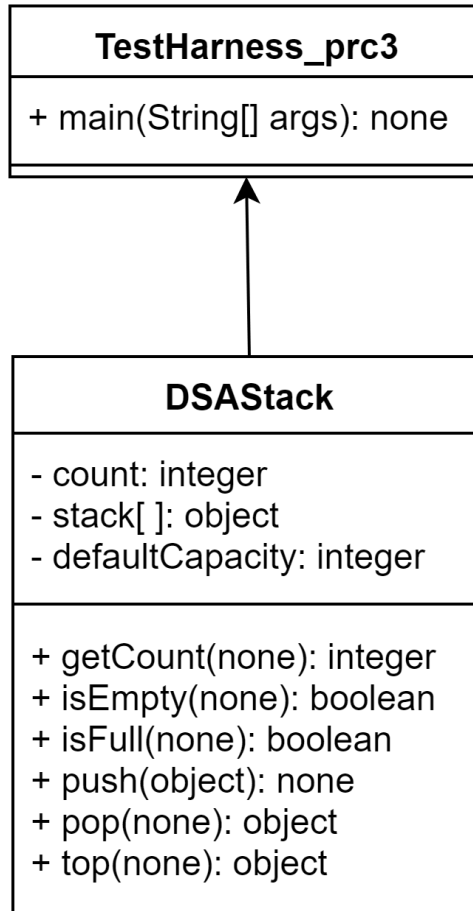 TestHarness_prc3
+ main(String[] args): none
DSAStack
- count: integer
- stack[ ]: object
- defaultCapacity: integer
+ getCount(none): integer
+ isEmpty(none): boolean
+ isFull(none): boolean
+ push(object): none
+ pop(none): object
+ top(none): object